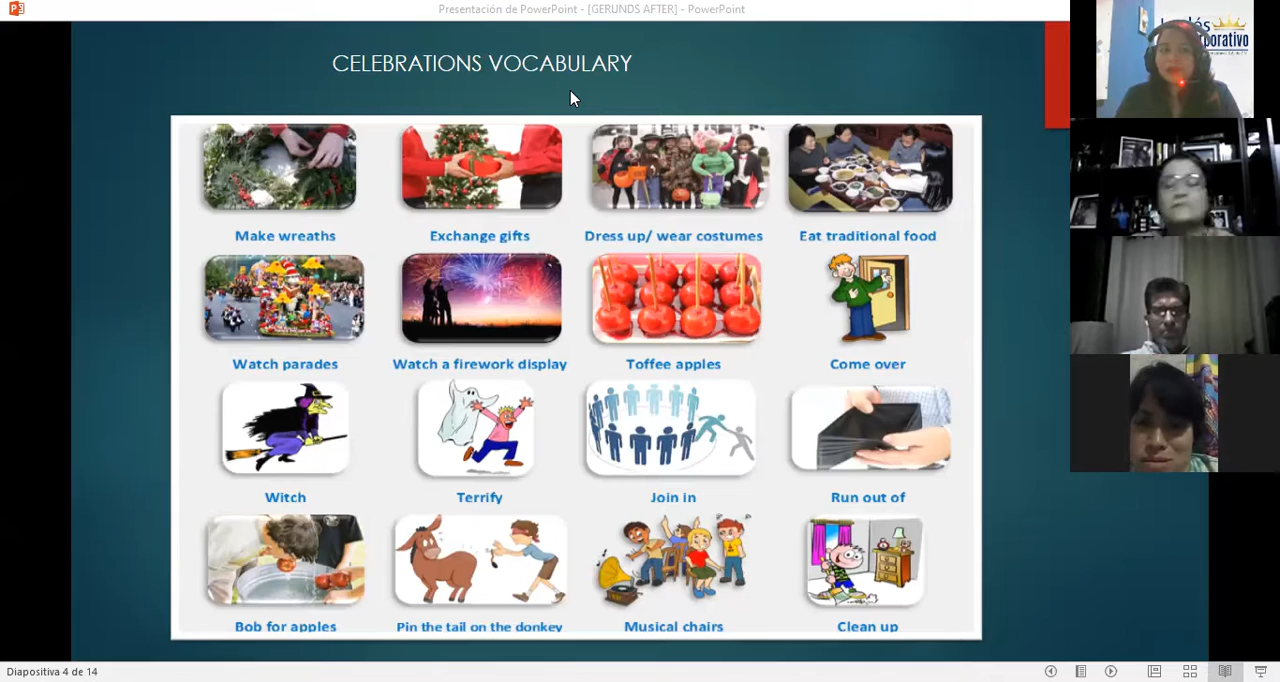 Presentación de PowerPoint - [GERUNDS AFTER] - PowerPoint
CELEBRATIONS VOCABULARY
Make wreaths
Exchange gifts
Dress up/ wear costumes
Eat traditional food
Watch parades
Watch a firework display
Toffee apples
Come over
Witch
Terrify
Join in
Run out of
Bob for apples
Pin the tail on the donkey
Musical chairs
Clean up
Diapositiva 4 de 14